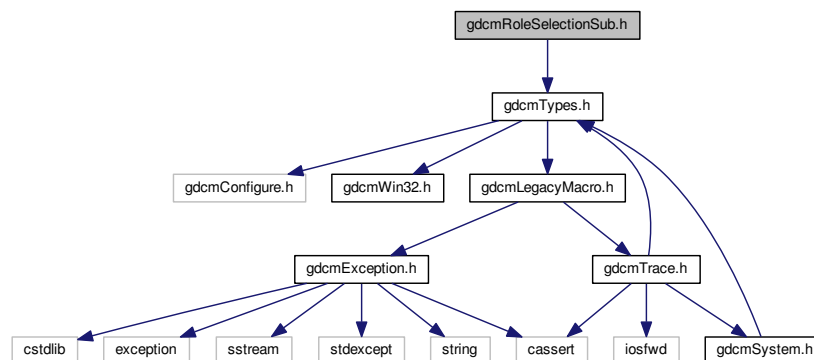 gdcmRoleSelectionSub.h
gdcmTypes.h
gdcmConfigure.h
gdcmWin32.h
gdcmLegacyMacro.h
gdcmException.h
gdcmTrace.h
cstdlib
exception
sstream
stdexcept
string
cassert
iosfwd
gdcmSystem.h